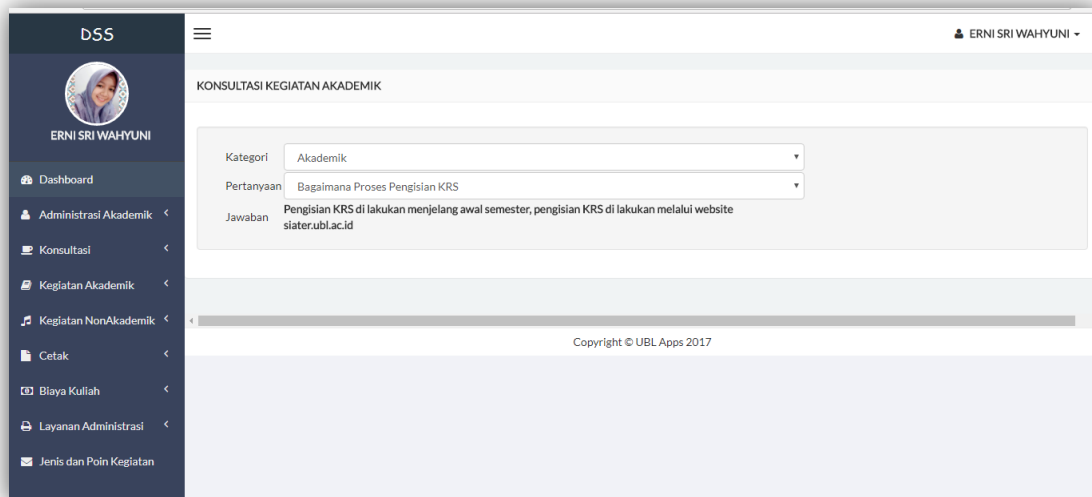 DSS
ERNI SRI WAHYUNI
ERNI SRI WAHYUNI
Dashboard
Administrasi Akademik
Konsultasi
Kegiatan Akademik
Kegiatan NonAkademik
Cetak
Biaya Kuliah
Layanan Administrasi
Jenis dan Poin Kegiatan
KONSULTASI KEGIATAN AKADEMIK
Kategori Akademik
Pertanyaan Bagaimana Proses Pengisian KRS
Jawaban Pengisian KRS di lakukan menjelang awal semester, pengisian KRS di lakukan melalui website
siater.ubl.ac.id
Copyright © UBL Apps 2017